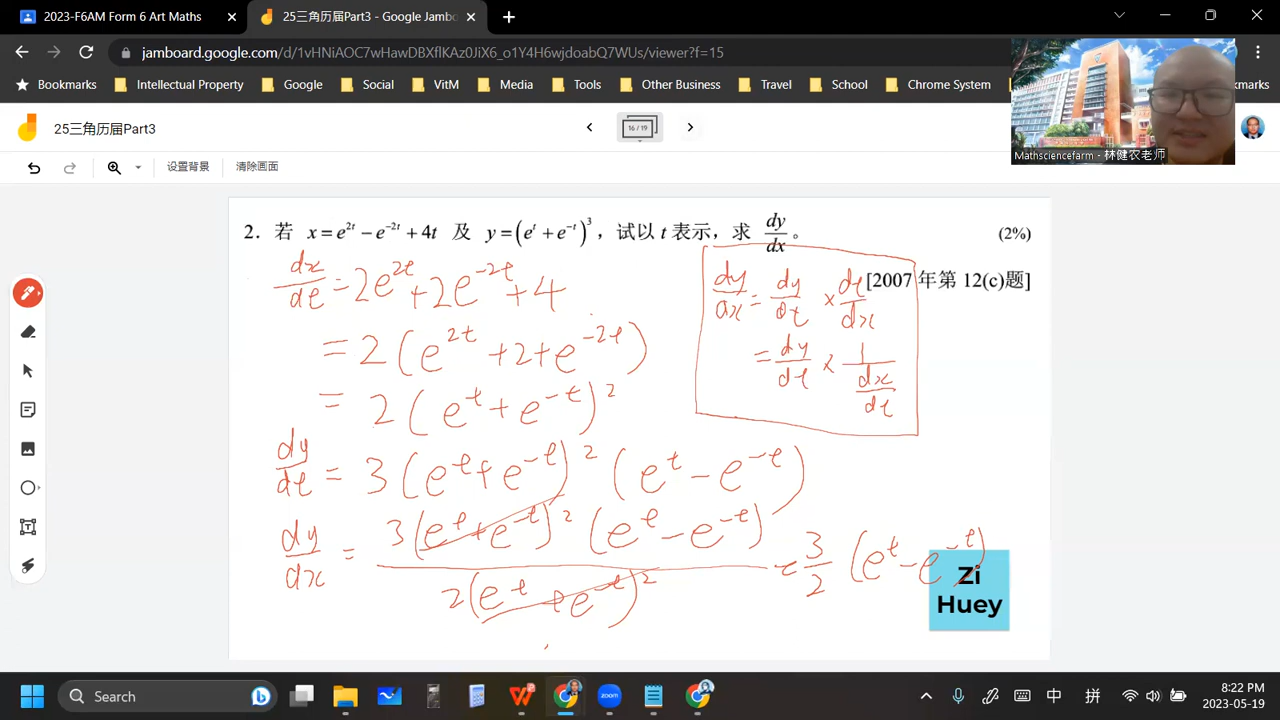 2023-F6AM Form 6 Art Maths
25三角历届Part3 - Google Jambo
jamboard.google.com/d/1vHNiAQC7wHawDBXflKAz0JiX6_o1Y4H6wjdoabQ7WUs/viewer?f=15
Bookmarks
Intellectual Property
Google
Social
VitM
Media
Tools
Other Business
Travel
School
Chrome System
Mathsciencefarm - 林健农老师
25三角历届Part3
16 / 19
设置背景
清除画面
2. 若 x = e^{2t} − e^{−2t} + 4t 及 y = (e^t + e^{−t})^3，试以 t 表示，求 dy/dx。 (2%)
[2007 年第 12(c)题]
dx/dt = 2e^{2t} + 2e^{−2t} + 4
= 2(e^{2t} + 2 + e^{−2t})
= 2(e^t + e^{−t})^2
dy/dx = dy/dt × dt/dx
= dy/dt × 1/(dx/dt)
dy/dt = 3(e^t + e^{−t})^2 (e^t − e^{−t})
dy/dx = 3(e^t + e^{−t})^2 (e^t − e^{−t}) / 2(e^t + e^{−t})^2 = 3/2 (e^t − e^{−t})
Zi
Huey
Search
中
拼
8:22 PM
2023-05-19